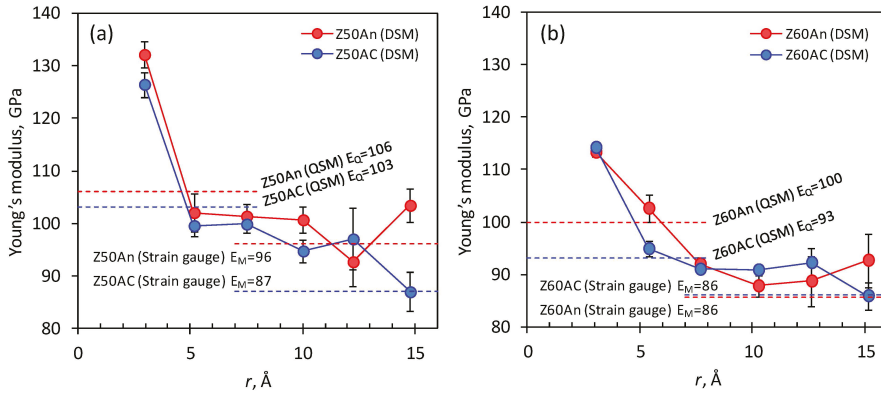 (a)
Z50An (DSM)
Z50AC (DSM)
Young's modulus, GPa
140
130
120
110
100
90
80
Z50An (QSM) E_Q=106
Z50AC (QSM) E_Q=103
Z50An (Strain gauge) E_M=96
Z50AC (Strain gauge) E_M=87
0
5
10
15
r, Å
(b)
Z60An (DSM)
Z60AC (DSM)
Young's modulus, GPa
140
130
120
110
100
90
80
Z60An (QSM) E_Q=100
Z60AC (QSM) E_Q=93
Z60AC (Strain gauge) E_M=86
Z60An (Strain gauge) E_M=86
0
5
10
15
r, Å